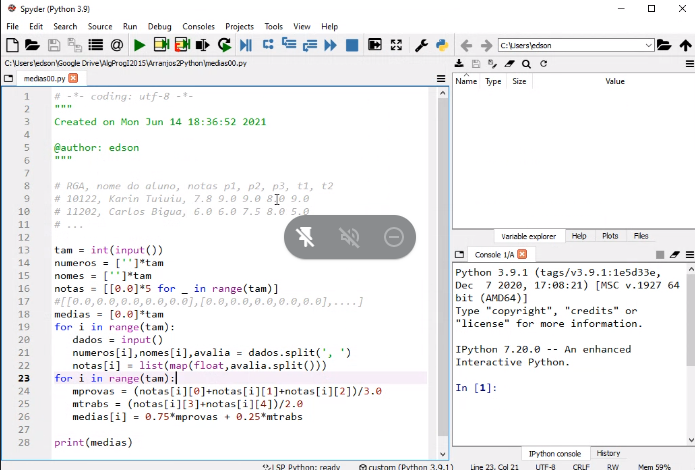 Spyder (Python 3.9)
File Edit Search Source Run Debug Consoles Projects Tools View Help
C:\Users\edson
C:\Users\edson\Google Drive\AlgProgI2015\Arranjos2Python\medias00.py
medias00.py
1 # -*- coding: utf-8 -*-
2 """
3 Created on Mon Jun 14 18:36:52 2021
4
5 @author: edson
6 """
7
8 # RGA, nome do aluno, notas p1, p2, p3, t1, t2
9 # 10122, Karin Tuiuiu, 7.8 9.0 9.0 8.0 9.0
10 # 11202, Carlos Bigua, 6.0 6.0 7.5 8.0 5.0
11 # ...
12
13 tam = int(input())
14 numeros = ['']*tam
15 nomes = ['']*tam
16 notas = [[0.0]*5 for _ in range(tam)]
17 #[[0.0,0.0,0.0,0.0,0.0],[0.0,0.0,0.0,0.0,0.0],....]
18 medias = [0.0]*tam
19 for i in range(tam):
20 dados = input()
21 numeros[i],nomes[i],avalia = dados.split(', ')
22 notas[i] = list(map(float,avalia.split()))
23 for i in range(tam):
24 mprovas = (notas[i][0]+notas[i][1]+notas[i][2])/3.0
25 mtrabs = (notas[i][3]+notas[i][4])/2.0
26 medias[i] = 0.75*mprovas + 0.25*mtrabs
27
28 print(medias)
Name Type Size Value
Variable explorer Help Plots Files
Console 1/A
Python 3.9.1 (tags/v3.9.1:1e5d33e,
Dec 7 2020, 17:08:21) [MSC v.1927 64
bit (AMD64)]
Type "copyright", "credits" or
"license" for more information.
IPython 7.20.0 -- An enhanced
Interactive Python.
In [1]:
IPython console History
LSP Python: ready custom (Python 3.9.1) Line 23, Col 21 UTF-8 CRLF RW Mem 59%